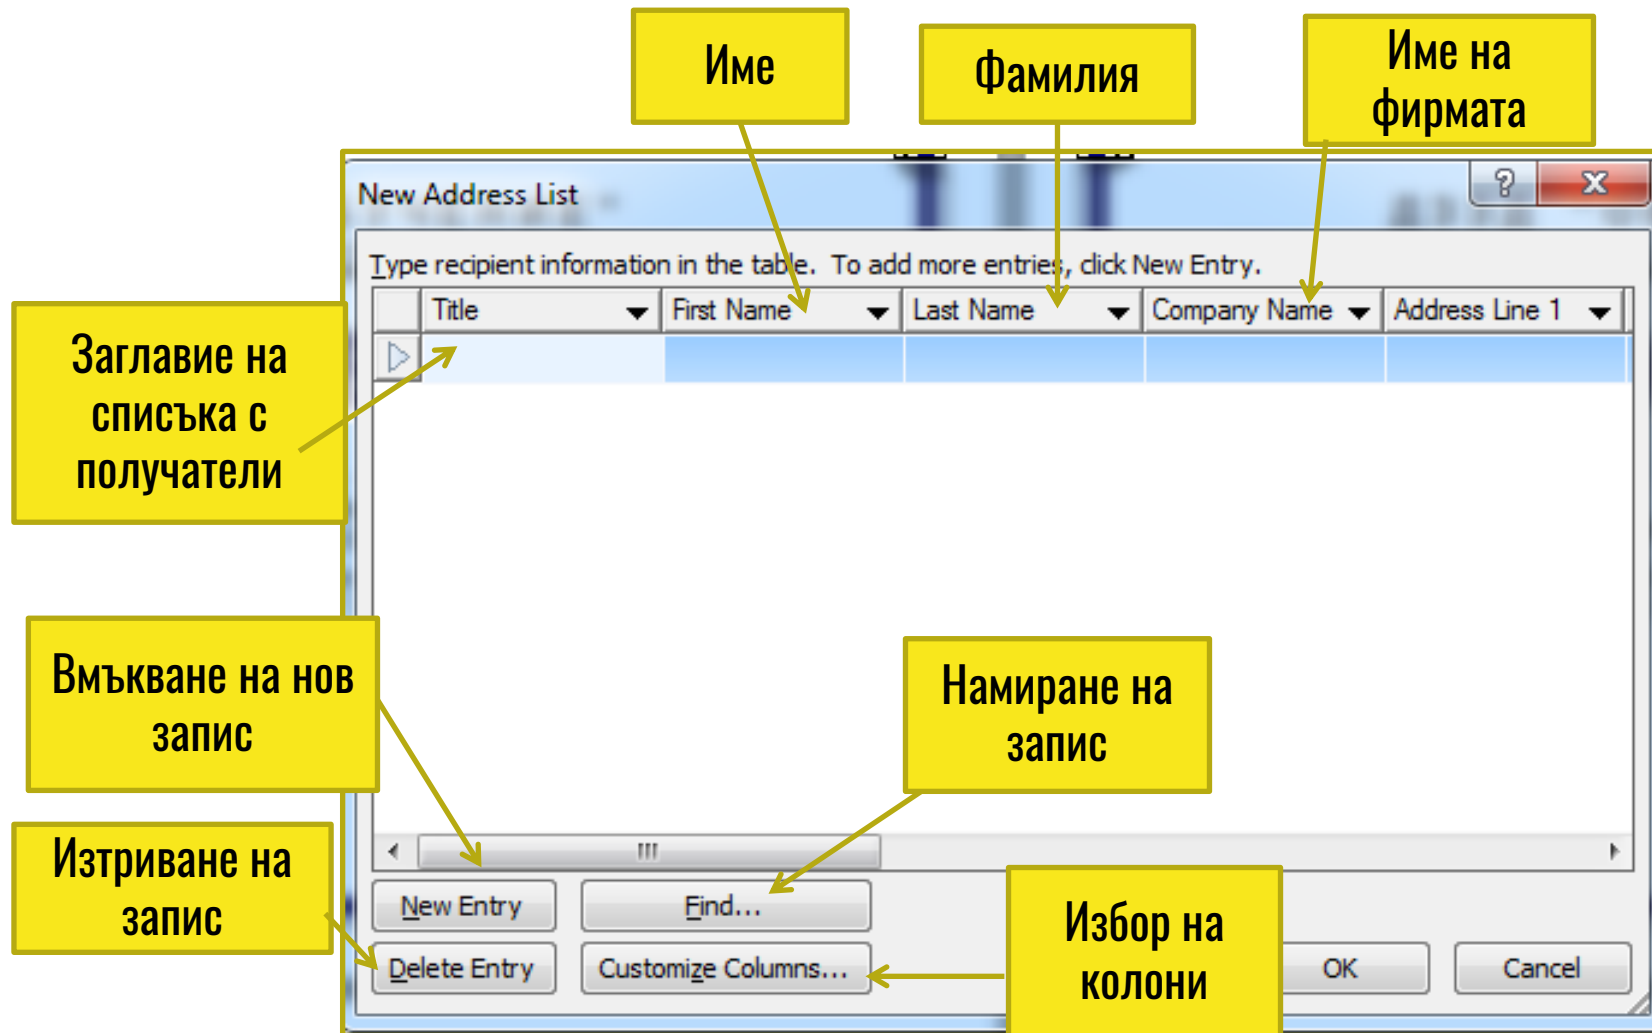 Име
Фамилия
Име на
фирмата
New Address List
Type recipient information in the table. To add more entries, click New Entry.
Title First Name Last Name Company Name Address Line 1
Заглавие на
списъка с
получатели
Вмъкване на нов
запис
Намиране на
запис
Изтриване на
запис
New Entry Find...
Избор на
колони
Delete Entry Customize Columns... OK Cancel